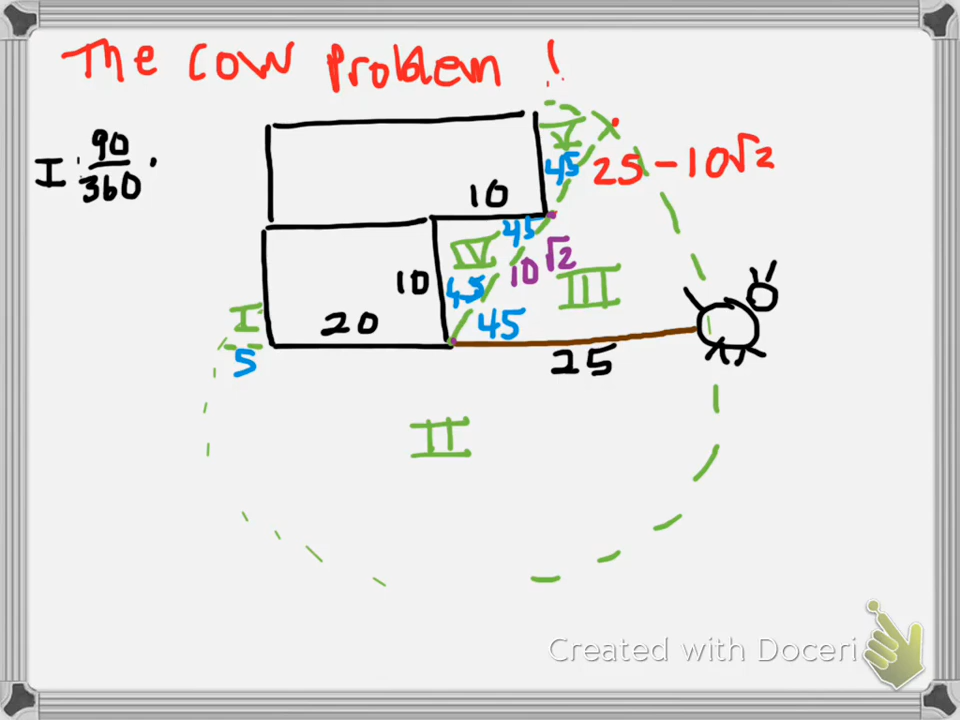 The Cow Problem !
I : 90/360 ·
V
45
25 - 10√2
10
45
IV
10√2
10
45
III
I
20
45
5
25
II
Created with Doceri